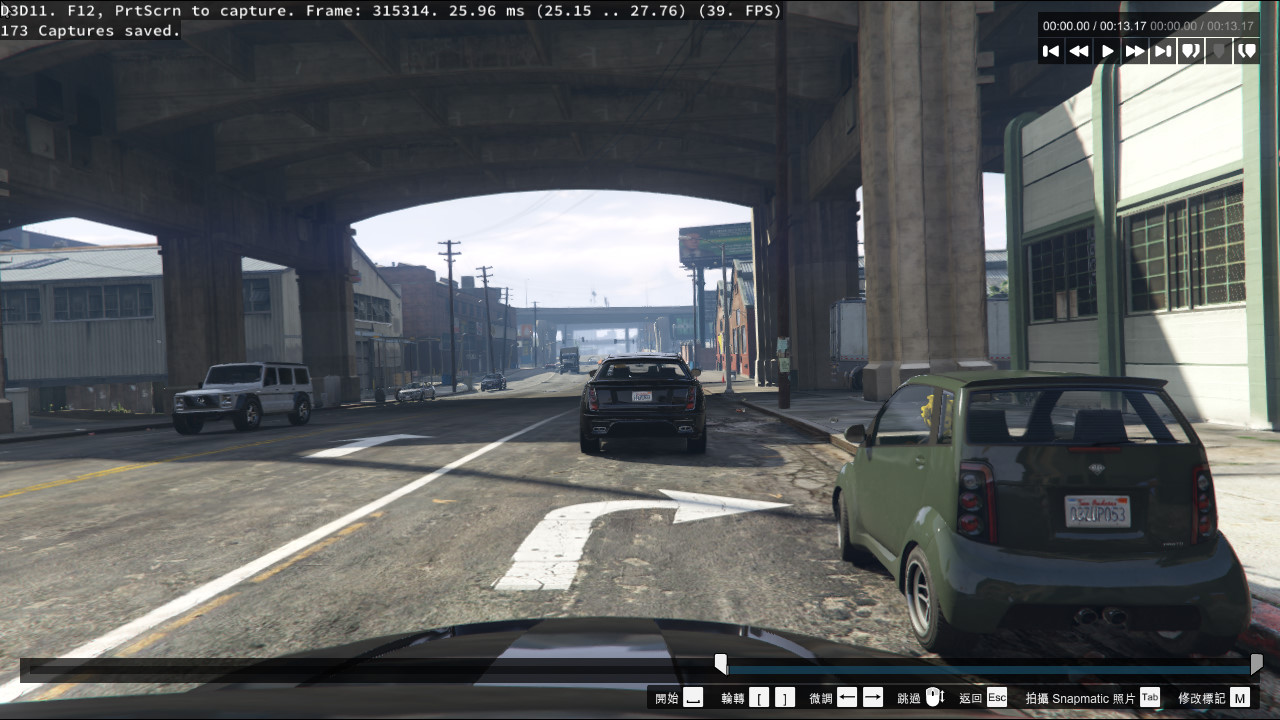 D3D11. F12, PrtScrn to capture. Frame: 315314. 25.96 ms (25.15 .. 27.76) (39. FPS)
173 Captures saved.
00:00.00 / 00:13.17 00:00.00 / 00:13.17
開始 輪轉 [ ] 微調 ← → 跳過 返回 Esc 拍攝 Snapmatic 照片 Tab 修改標記 M